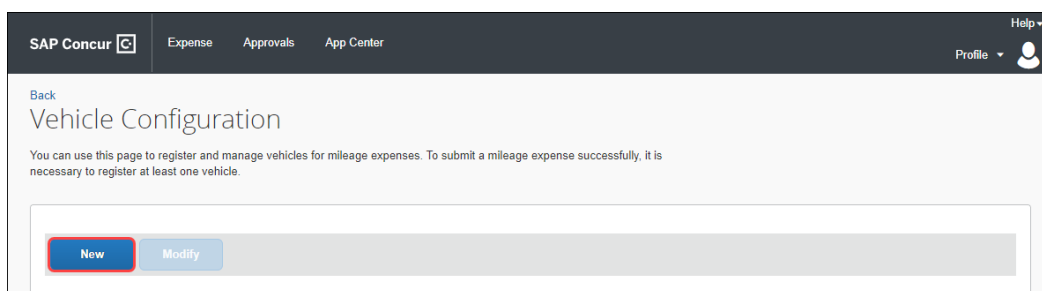 Help
SAP Concur C Expense Approvals App Center
Profile
Back
Vehicle Configuration
You can use this page to register and manage vehicles for mileage expenses. To submit a mileage expense successfully, it is
necessary to register at least one vehicle.
New Modify